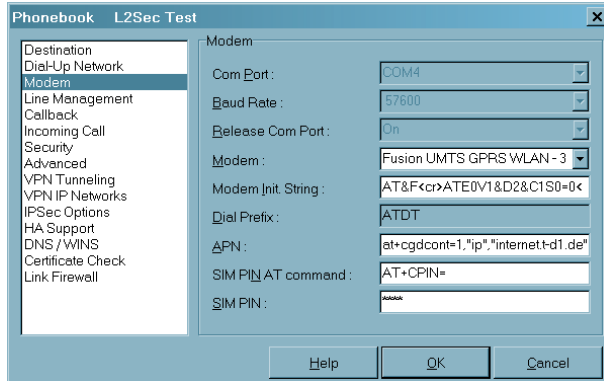 Phonebook L2Sec Test
Destination
Dial-Up Network
Modem
Line Management
Callback
Incoming Call
Security
Advanced
VPN Tunneling
VPN IP Networks
IPSec Options
HA Support
DNS / WINS
Certificate Check
Link Firewall
Modem
Com Port : COM4
Baud Rate : 57600
Release Com Port : On
Modem : Fusion UMTS GPRS WLAN - 3
Modem Init. String : AT&F<cr>ATE0V1&D2&C1S0=0<
Dial Prefix : ATDT
APN : at+cgdcont=1,"ip","internet.t-d1.de"
SIM PIN AT command : AT+CPIN=
SIM PIN : ****
Help OK Cancel